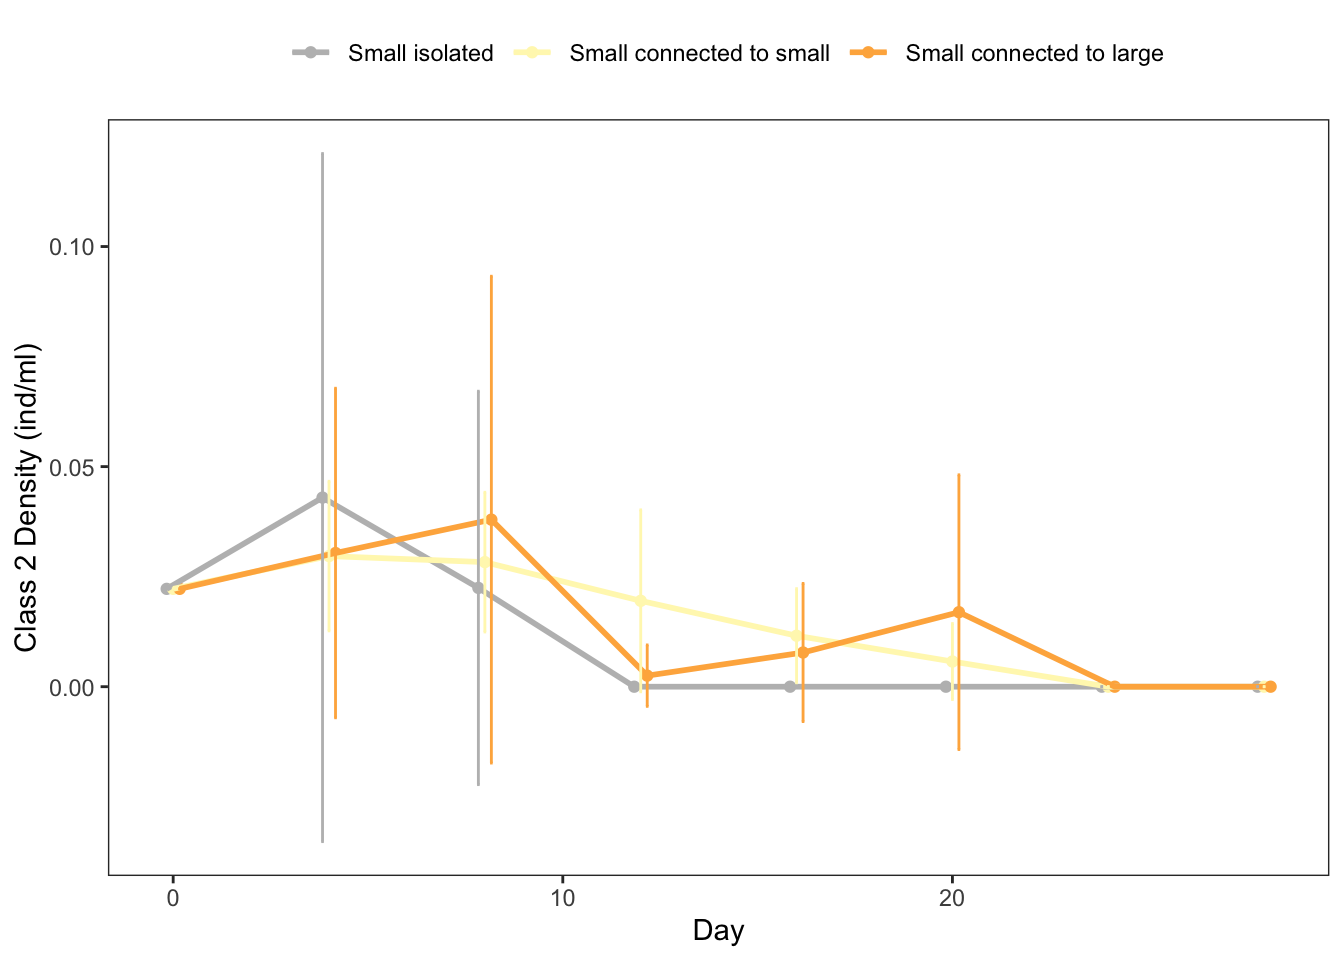 Small isolated Small connected to small Small connected to large
Class 2 Density (ind/ml)
0.10
0.05
0.00
0 10 20
Day